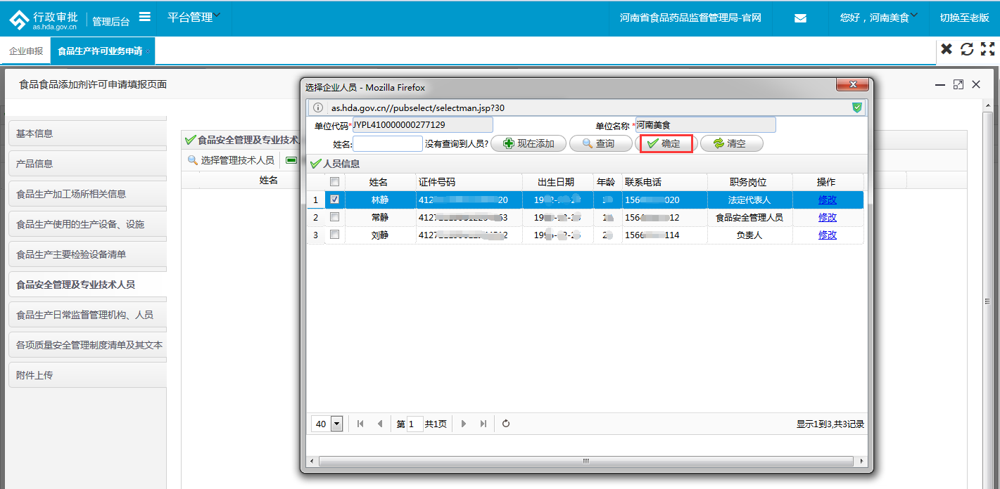 行政审批 管理后台 平台管理 河南省食品药品监督管理局-官网 您好，河南美食 切换至老版
as.hda.gov.cn
企业申报 食品生产许可业务申请
食品食品添加剂许可申请填报页面
基本信息
产品信息
食品生产加工场所相关信息
食品生产使用的生产设备、设施
食品生产主要检验设备清单
食品安全管理及专业技术人员
食品生产日常监督管理机构、人员
各项质量安全管理制度清单及其文本
附件上传
食品安全管理及专业技术
选择管理技术人员
姓名
选择企业人员 - Mozilla Firefox
as.hda.gov.cn//pubselect/selectman.jsp?30
单位代码* JYPL410000000277129 单位名称* 河南美食
姓名: 没有查询到人员? 现在添加 查询 确定 清空
人员信息
姓名 证件号码 出生日期 年龄 联系电话 职务岗位 操作
1 林静 412 20 19 156 020 法定代表人 修改
2 常静 412 53 19 156 12 食品安全管理人员 修改
3 刘静 412 2 199 2 156 114 负责人 修改
40 第 1 共1页 显示1到3,共3记录